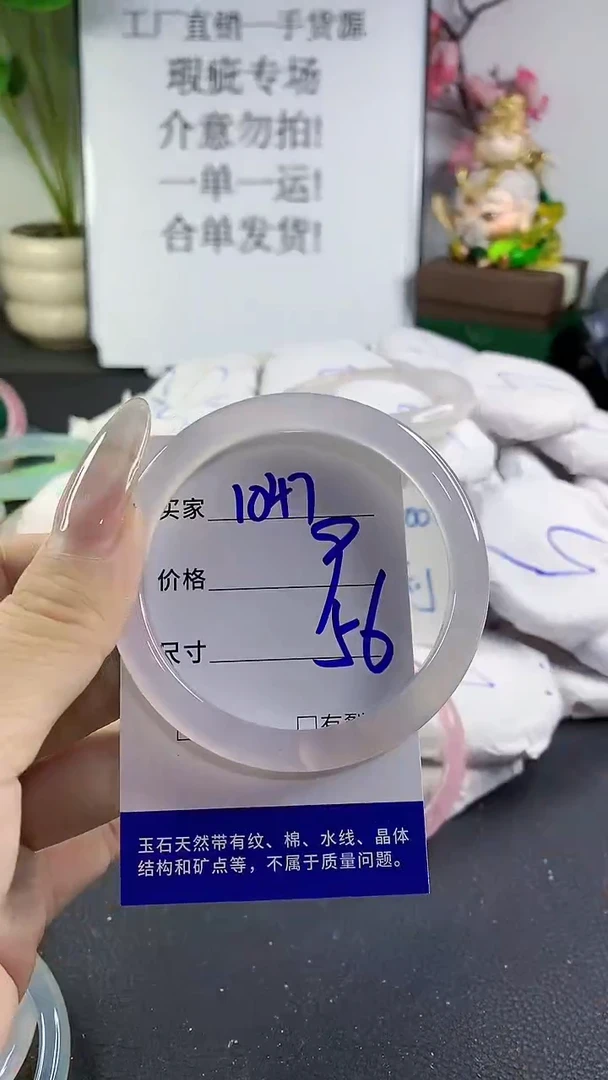 工厂直销一手货源
瑕疵专场
介意勿拍!
一单一运!
合单发货!
买家 1047
价格 9
尺寸 56
玉石天然带有纹、棉、水线、晶体
结构和矿点等，不属于质量问题。